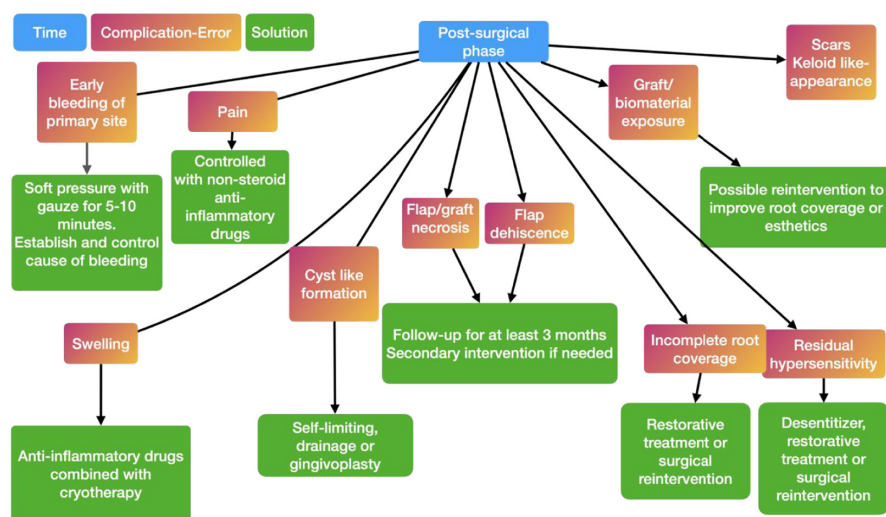 Time
Complication-Error
Solution
Post-surgical
phase
Scars
Keloid like-
appearance
Early
bleeding of
primary site
Pain
Graft/
biomaterial
exposure
Soft pressure with
gauze for 5-10
minutes.
Establish and control
cause of bleeding
Controlled
with non-steroid
anti-
inflammatory
drugs
Flap/graft
necrosis
Flap
dehiscence
Possible reintervention to
improve root coverage or
esthetics
Cyst like
formation
Swelling
Follow-up for at least 3 months
Secondary intervention if needed
Incomplete root
coverage
Residual
hypersensitivity
Anti-inflammatory drugs
combined with
cryotherapy
Self-limiting,
drainage or
gingivoplasty
Restorative
treatment or
surgical
reintervention
Desentitizer,
restorative
treatment or
surgical
reintervention